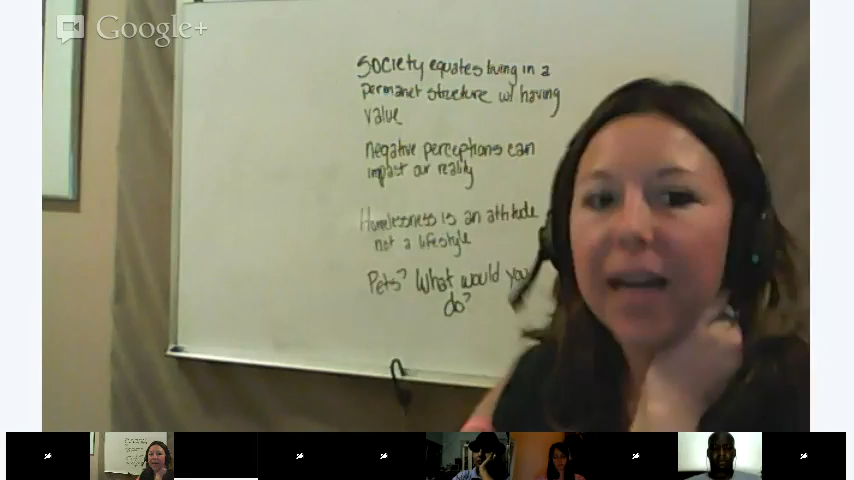 Google+
Society equates living in a
permanet structure w/ having
value
negative perceptions can
impact our reality
Homelessness is an attitude
not a lifestyle
Pets? What would you
do?